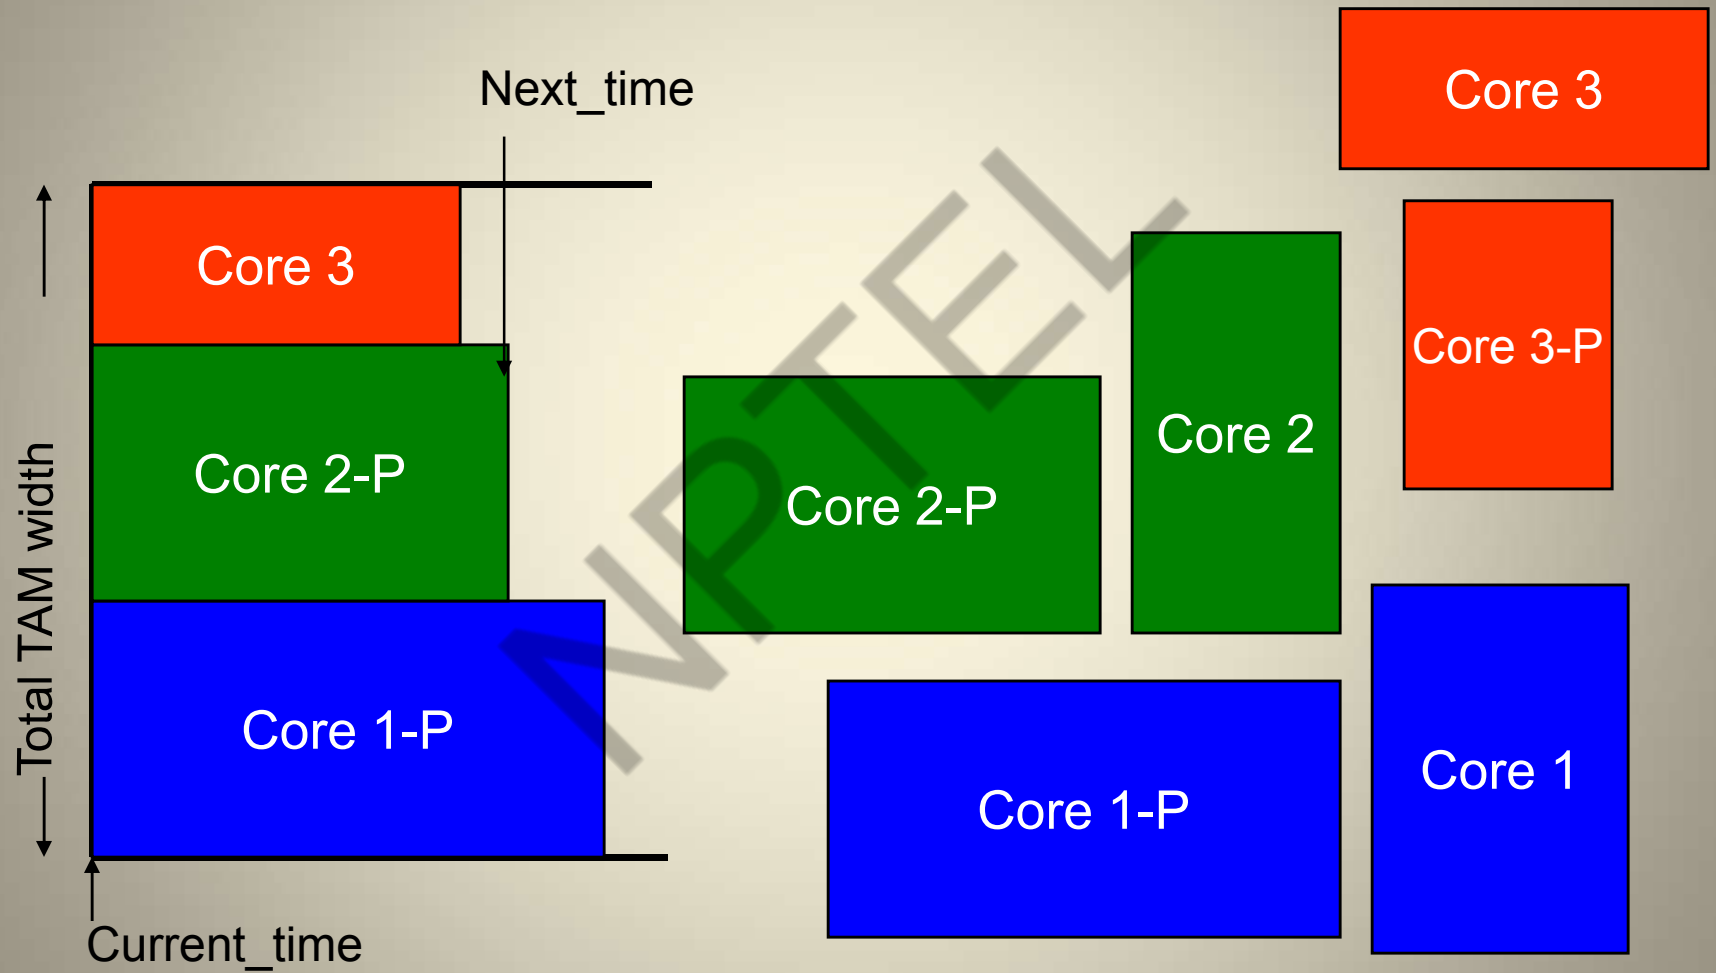 Next_time
Core 3
Core 3
Core 3-P
Core 2-P
Core 2
Core 2-P
Total TAM width
Core 1-P
Core 1
Core 1-P
Current_time
NPTEL